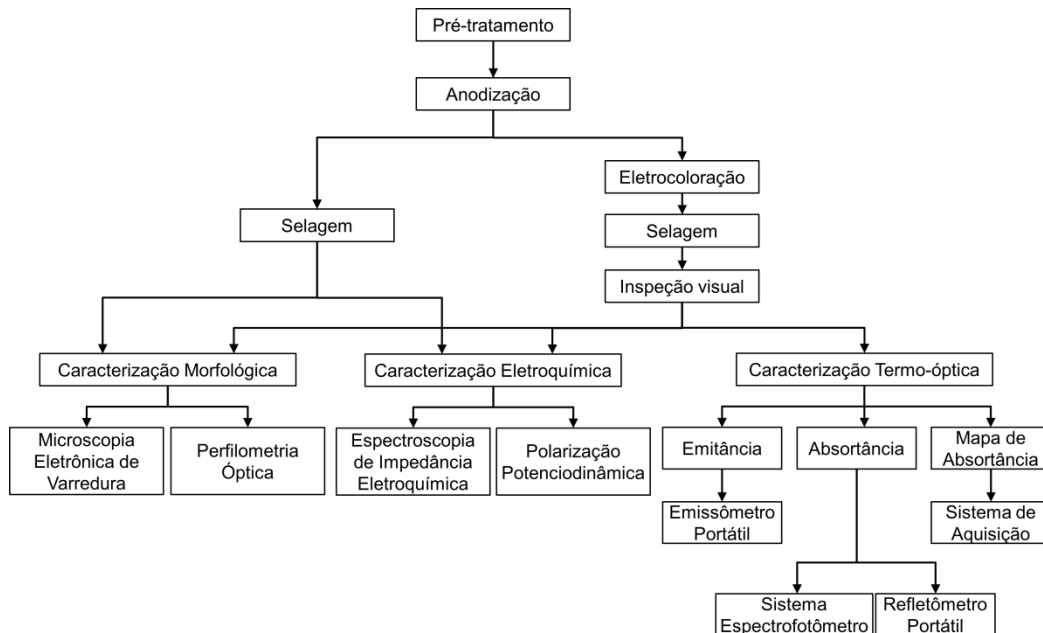 Pré-tratamento
Anodização
Eletrocoloração
Selagem
Selagem
Inspeção visual
Caracterização Morfológica
Caracterização Eletroquímica
Caracterização Termo-óptica
Microscopia
Eletrônica de
Varredura
Perfilometria
Óptica
Espectroscopia
de Impedância
Eletroquímica
Polarização
Potenciodinâmica
Emitância
Absortância
Mapa de
Absortância
Emissômetro
Portátil
Sistema de
Aquisição
Sistema
Espectrofotômetro
Refletômetro
Portátil